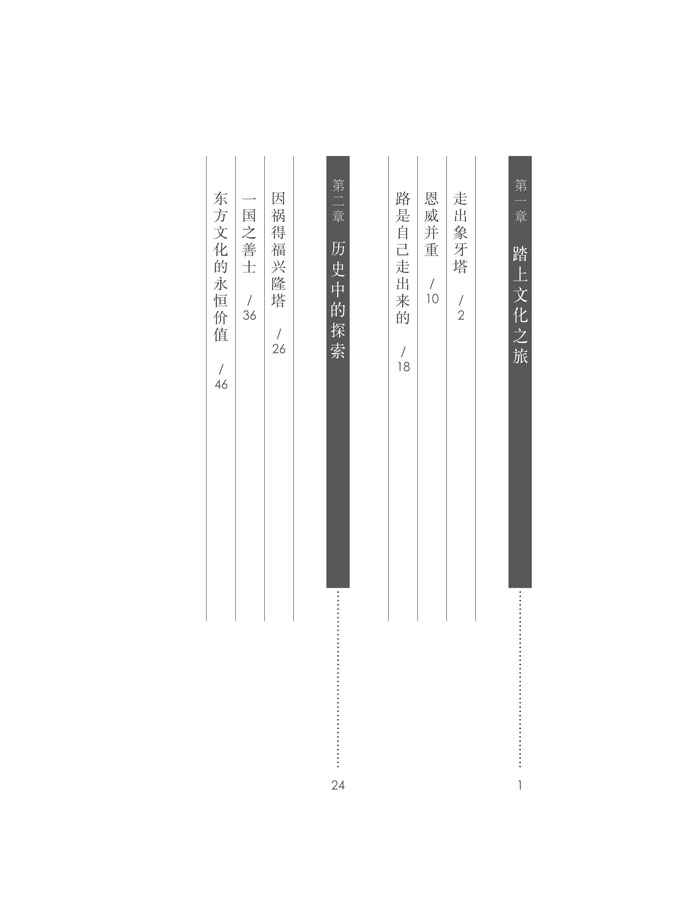 第一章 踏上文化之旅 1
走出象牙塔 / 2
恩威并重 / 10
路是自己走出来的 / 18
第二章 历史中的探索 24
因祸得福兴隆塔 / 26
一国之善士 / 36
东方文化的永恒价值 / 46